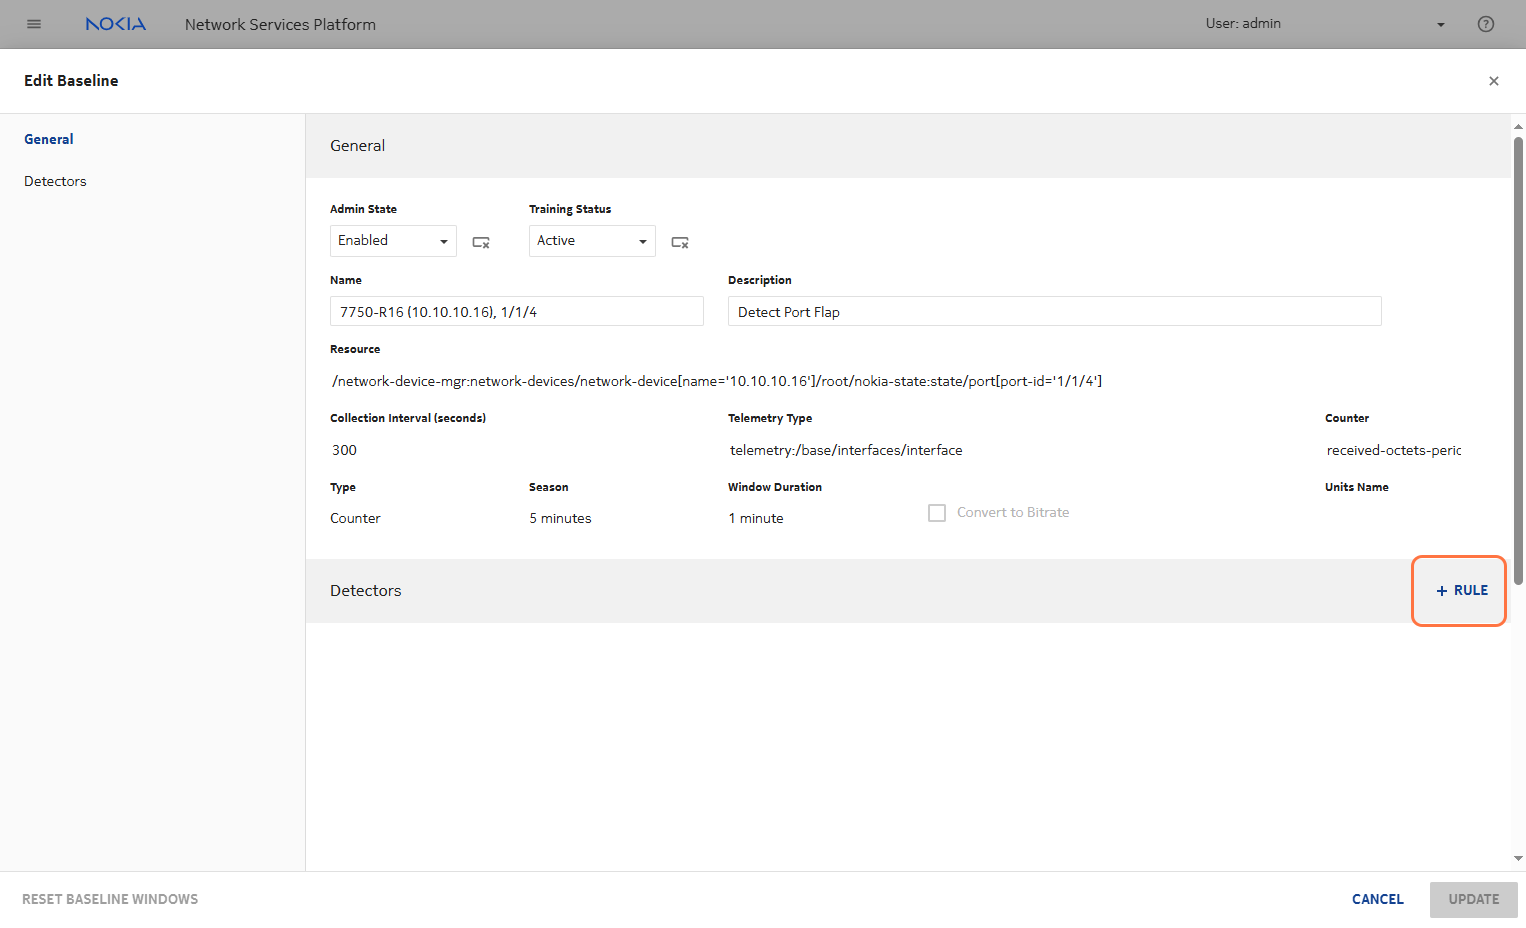 NOKIA Network Services Platform User: admin
Edit Baseline
General
Detectors
General
Admin State Training Status
Enabled Active
Name Description
7750-R16 (10.10.10.16), 1/1/4 Detect Port Flap
Resource
/network-device-mgr:network-devices/network-device[name='10.10.10.16']/root/nokia-state:state/port[port-id='1/1/4']
Collection Interval (seconds) Telemetry Type Counter
300 telemetry:/base/interfaces/interface received-octets-peric
Type Season Window Duration Units Name
Counter 5 minutes 1 minute Convert to Bitrate
Detectors + RULE
RESET BASELINE WINDOWS CANCEL UPDATE